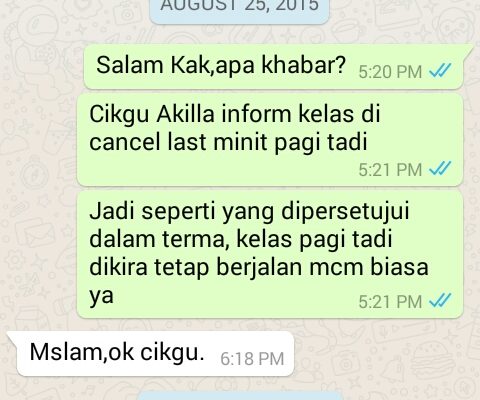 AUGUST 25, 2015
Salam Kak,apa khabar? 5:20 PM
Cikgu Akilla inform kelas di
cancel last minit pagi tadi
5:21 PM
Jadi seperti yang dipersetujui
dalam terma, kelas pagi tadi
dikira tetap berjalan mcm biasa
ya 5:21 PM
Mslam,ok cikgu. 6:18 PM